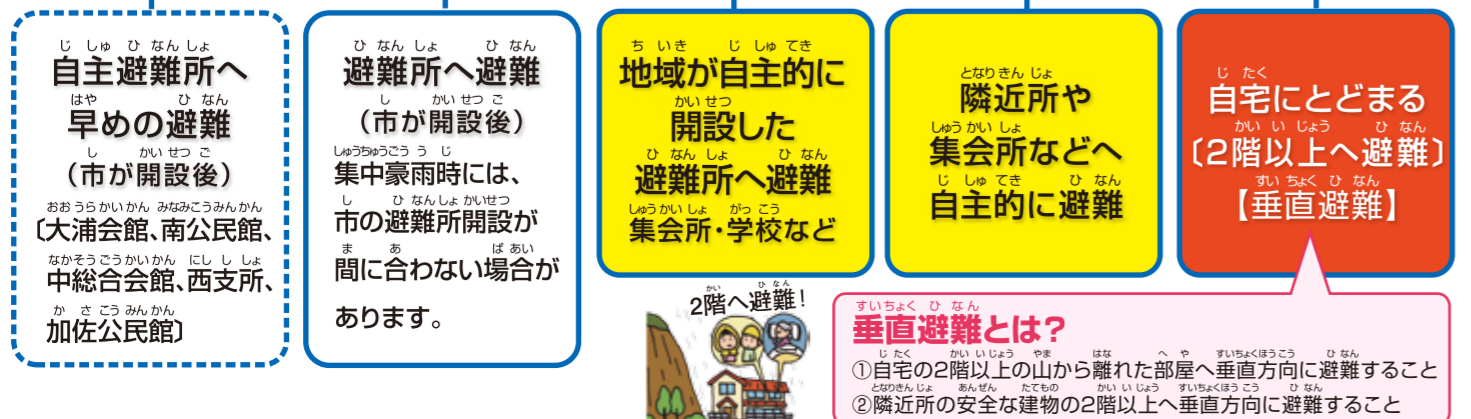 自主避難所へ
早めの避難
（市が開設後）
〔大浦会館、南公民館、
中総合会館、西支所、
加佐公民館〕
避難所へ避難
（市が開設後）
集中豪雨時には、
市の避難所開設が
間に合わない場合が
あります。
地域が自主的に
開設した
避難所へ避難
集会所・学校など
隣近所や
集会所などへ
自主的に避難
自宅にとどまる
〔2階以上へ避難〕
【垂直避難】
2階へ避難！
垂直避難とは？
①自宅の2階以上の山から離れた部屋へ垂直方向に避難すること
②隣近所の安全な建物の2階以上へ垂直方向に避難すること